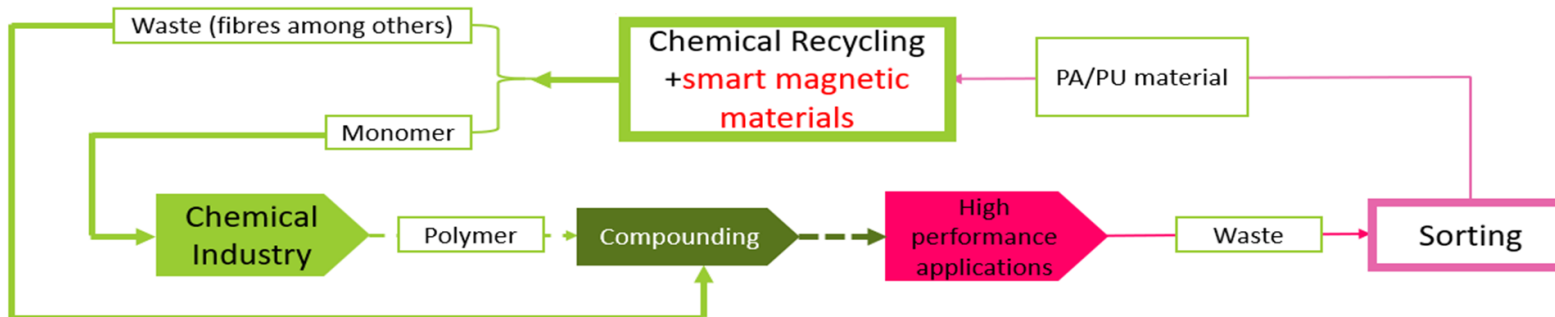 Waste (fibres among others)
Chemical Recycling
+smart magnetic
materials
PA/PU material
Monomer
Chemical
Industry
Polymer
Compounding
High
performance
applications
Waste
Sorting